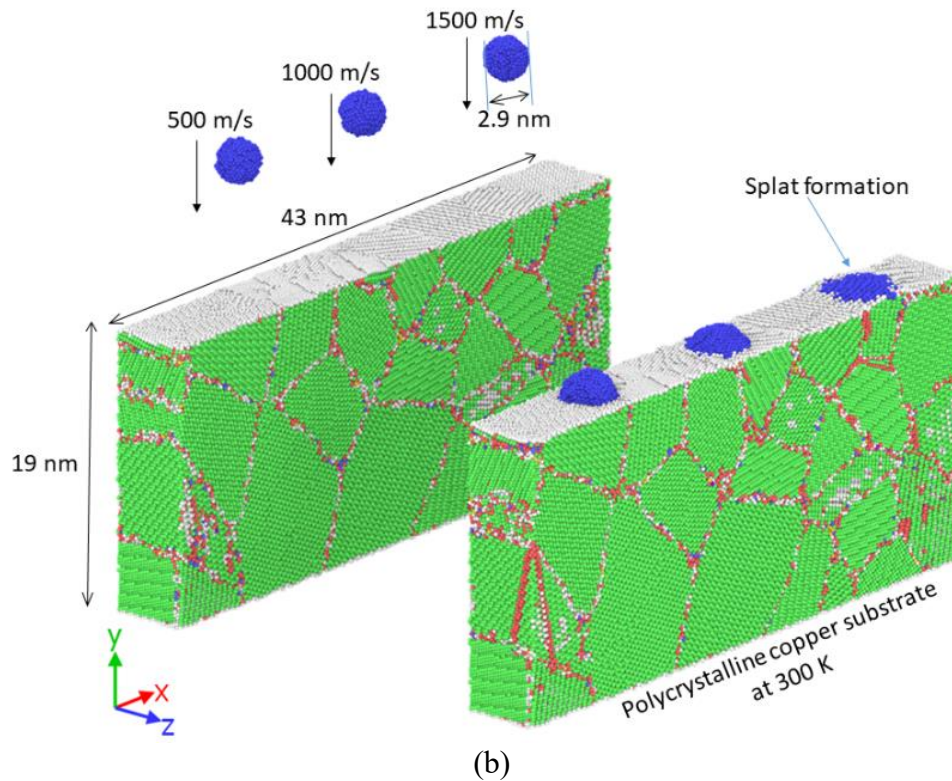 1500 m/s
1000 m/s
500 m/s
2.9 nm
43 nm
Splat formation
19 nm
Polycrystalline copper substrate
at 300 K
y
x
z
(b)